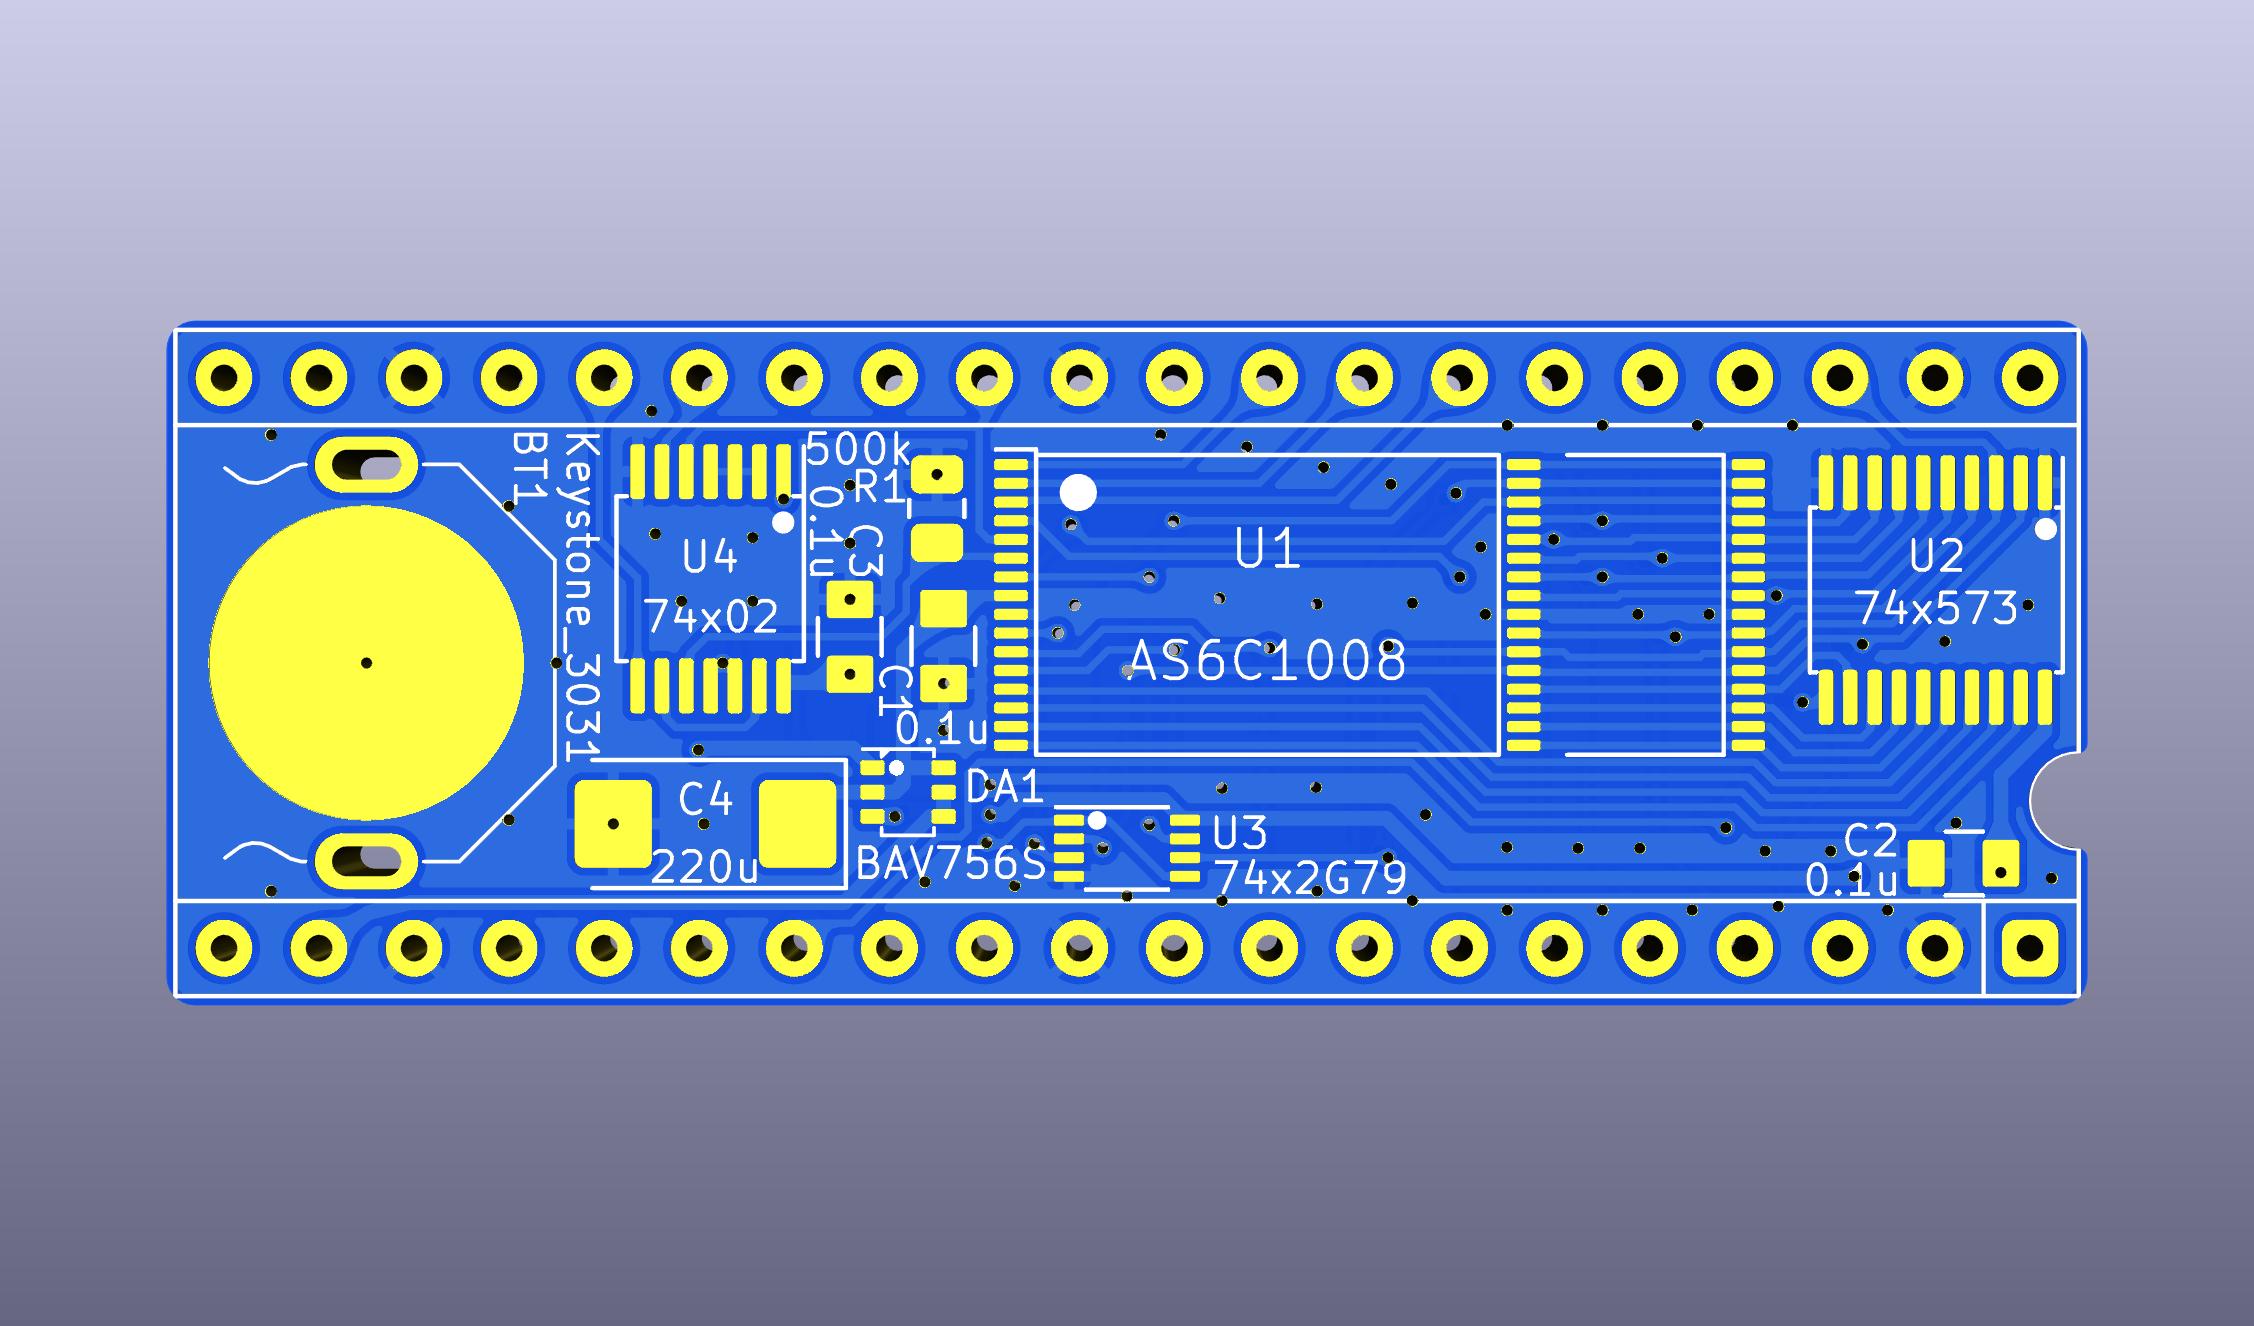 BT1
Keystone_3031
U4
74x02
500k
R1
0.1u
C3
C1
0.1u
C4
220u
DA1
BAV756S
U1
AS6C1008
U3
74x2G79
U2
74x573
C2
0.1u